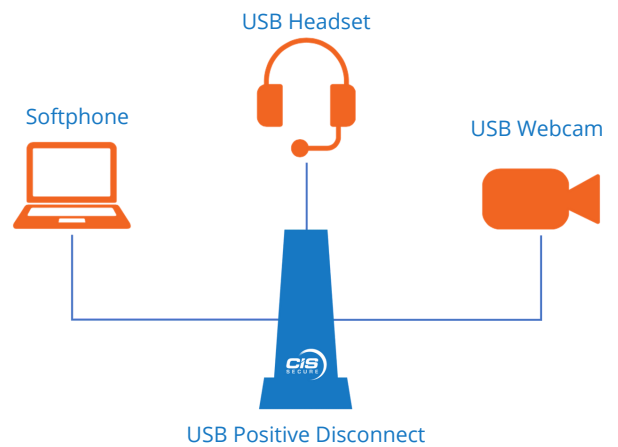 USB Headset
Softphone
USB Webcam
CIS
SECURE
USB Positive Disconnect